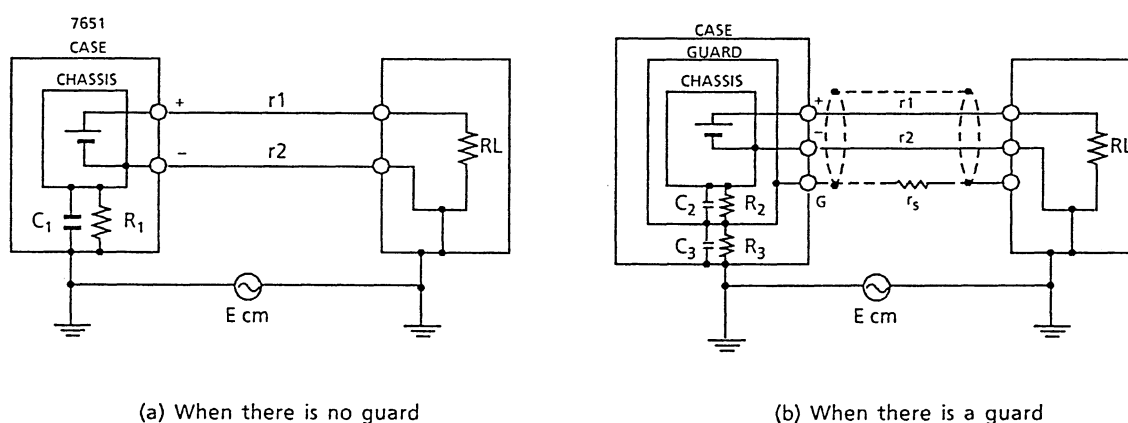 7651
CASE
CHASSIS
+
r1
−
r2
RL
C1
R1
E cm
(a) When there is no guard
CASE
GUARD
CHASSIS
+
r1
−
r2
RL
G
rs
C2
R2
C3
R3
E cm
(b) When there is a guard